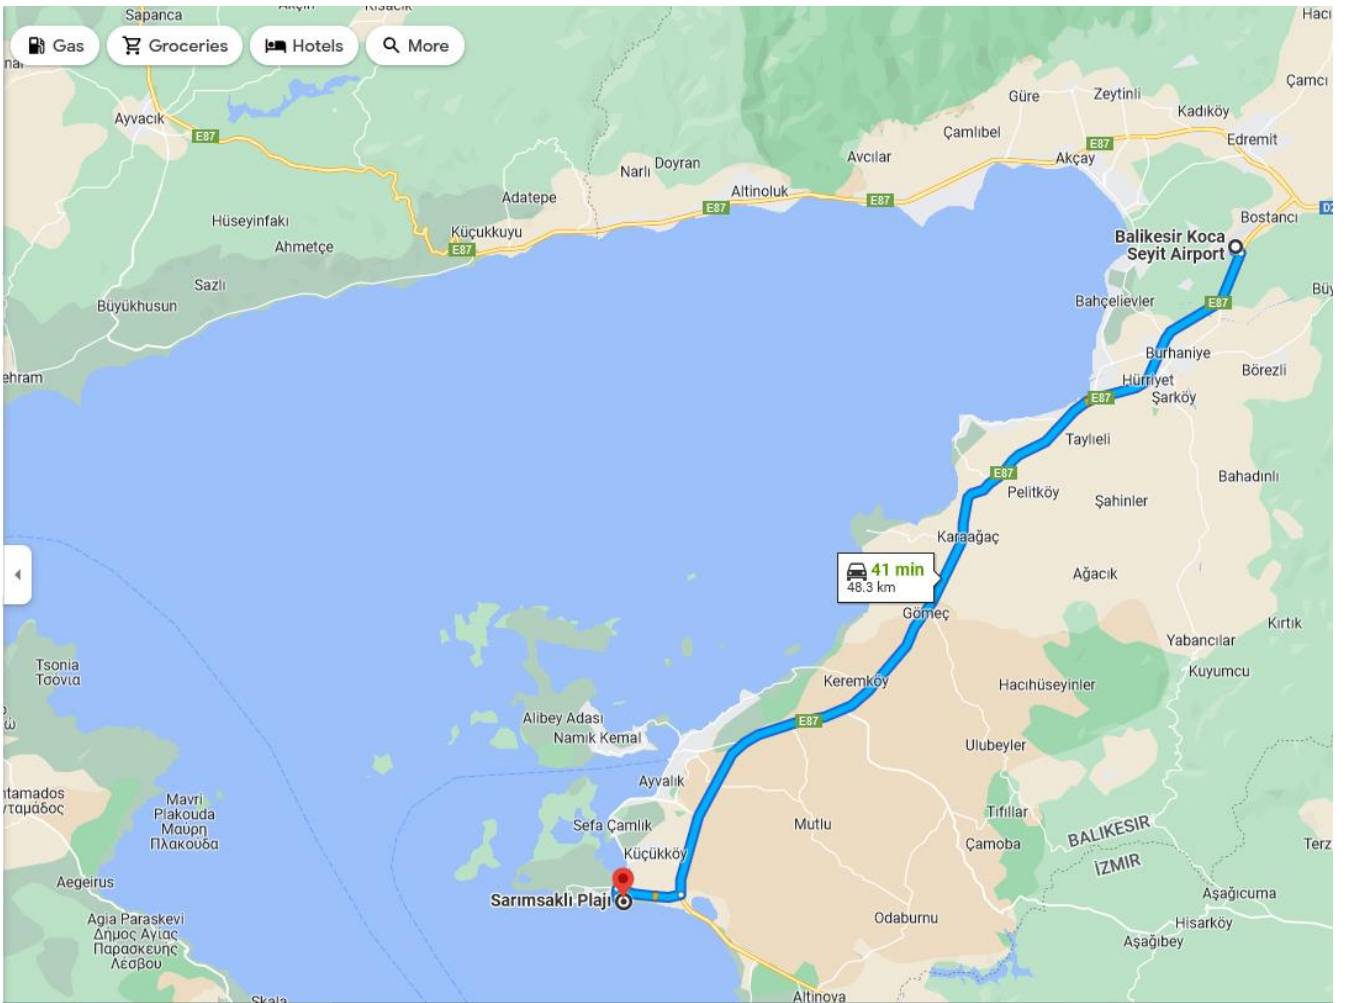 Sapanca
Gas
Groceries
Hotels
More
Ayvacık
E87
Hüseyinfakı
Ahmetçe
Sazlı
Büyükhusun
Adatepe
Küçukkuyu
E87
Narlı
Doyran
Altinoluk
E87
Avcılar
E87
Çamlıbel
Güre
Zeytinli
Akçay
E87
Kadıköy
Edremit
Çamcı
Bostancı
Balikesir Koca
Seyit Airport
E87
Bahçelievler
Burhaniye
Hürriyet
Börezli
Şarköy
E87
Taylıeli
E87
Pelitköy
Şahinler
Bahadınlı
Karaağaç
41 min
48.3 km
Ağacık
Gömeç
Kırtık
Yabancılar
Kuyumcu
Keremköy
Hacıhüseyinler
E87
Ulubeyler
Tsonia
Τσόνια
Alibey Adası
Namık Kemal
Ayvalık
Mavri
Plakouda
Μαύρη
Πλακούδα
Sefa Çamlık
Mutlu
Tıfıllar
Çamoba
BALIKESIR
İZMIR
Küçükköy
Aegeirus
Sarımsaklı Plajı
Aşağıcuma
Hisarköy
Aşağıbey
Odaburnu
Agia Paraskevi
Δήμος Αγίας
Παρασκευής
Λέσβου
Altinova